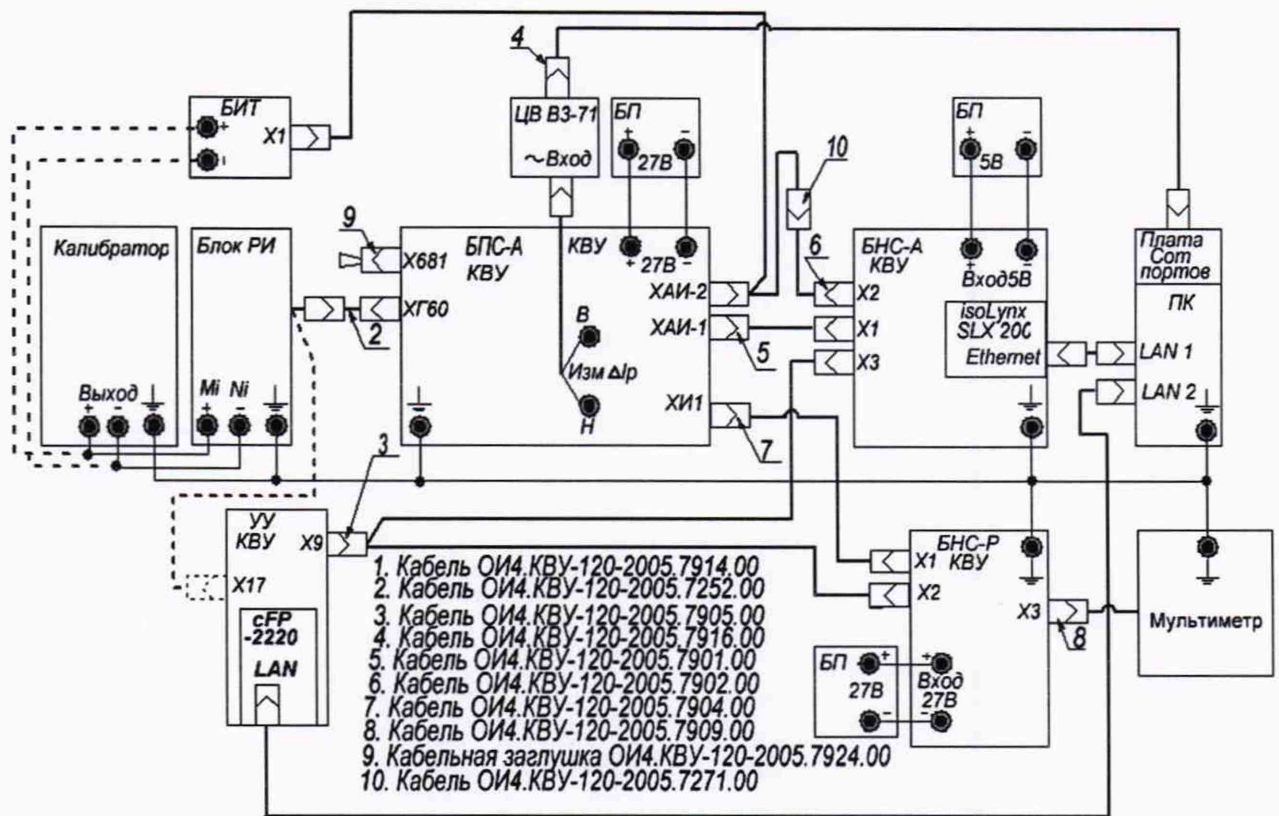 4
БИТ
+
-
X1
ЦВ В3-71
~Вход
БП
+ -
27В
10
БП
+ -
5В
Калибратор
Выход
+ -
Блок РИ
Mi Ni
+ -
9
2
БПС-А
КВУ
КВУ
X681
ХГ60
+ 27В -
ХАИ-2
ХАИ-1
В
Изм ΔIp
Н
ХИ1
5
7
6
БНС-А
КВУ
+ -
Вход5В
X2
X1
X3
isoLynx
SLX 200
Ethernet
Плата
Com
портов
ПК
LAN 1
LAN 2
3
УУ
КВУ
X9
X17
cFP
-2220
LAN
БНС-Р
КВУ
X1
X2
X3
8
Мультиметр
БП
+
27В
-
+
Вход
27В
-
1. Кабель ОИ4.КВУ-120-2005.7914.00
2. Кабель ОИ4.КВУ-120-2005.7252.00
3. Кабель ОИ4.КВУ-120-2005.7905.00
4. Кабель ОИ4.КВУ-120-2005.7916.00
5. Кабель ОИ4.КВУ-120-2005.7901.00
6. Кабель ОИ4.КВУ-120-2005.7902.00
7. Кабель ОИ4.КВУ-120-2005.7904.00
8. Кабель ОИ4.КВУ-120-2005.7909.00
9. Кабельная заглушка ОИ4.КВУ-120-2005.7924.00
10. Кабель ОИ4.КВУ-120-2005.7271.00